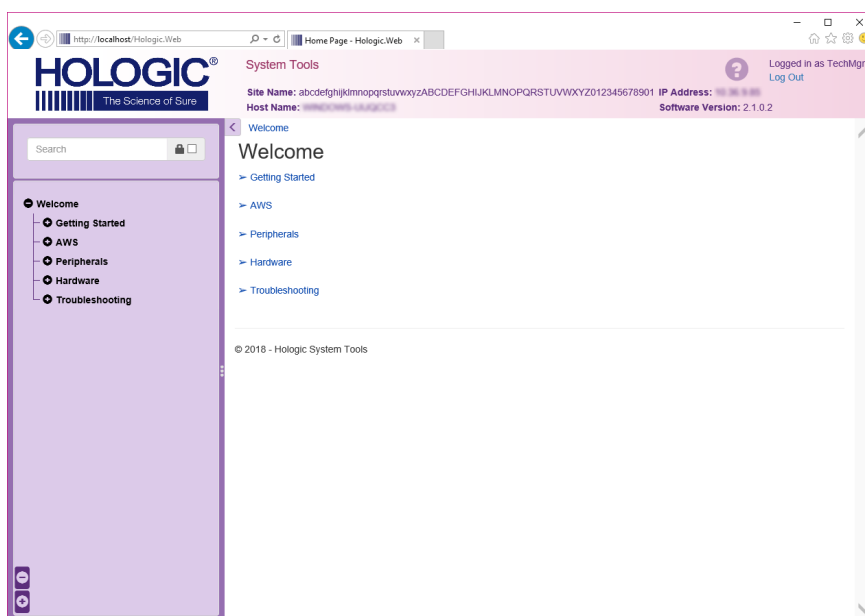 http://localhost/Hologic.Web
Home Page - Hologic.Web
HOLOGIC®
The Science of Sure
System Tools
Logged in as TechMgr
Log Out
Site Name: abcdefghijklmnopqrstuvwxyzABCDEFGHIJKLMNOPQRSTUVWXYZ012345678901 IP Address:
Host Name:
Software Version: 2.1.0.2
Search
Welcome
Getting Started
AWS
Peripherals
Hardware
Troubleshooting
Welcome
Welcome
➢ Getting Started
➢ AWS
➢ Peripherals
➢ Hardware
➢ Troubleshooting
© 2018 - Hologic System Tools